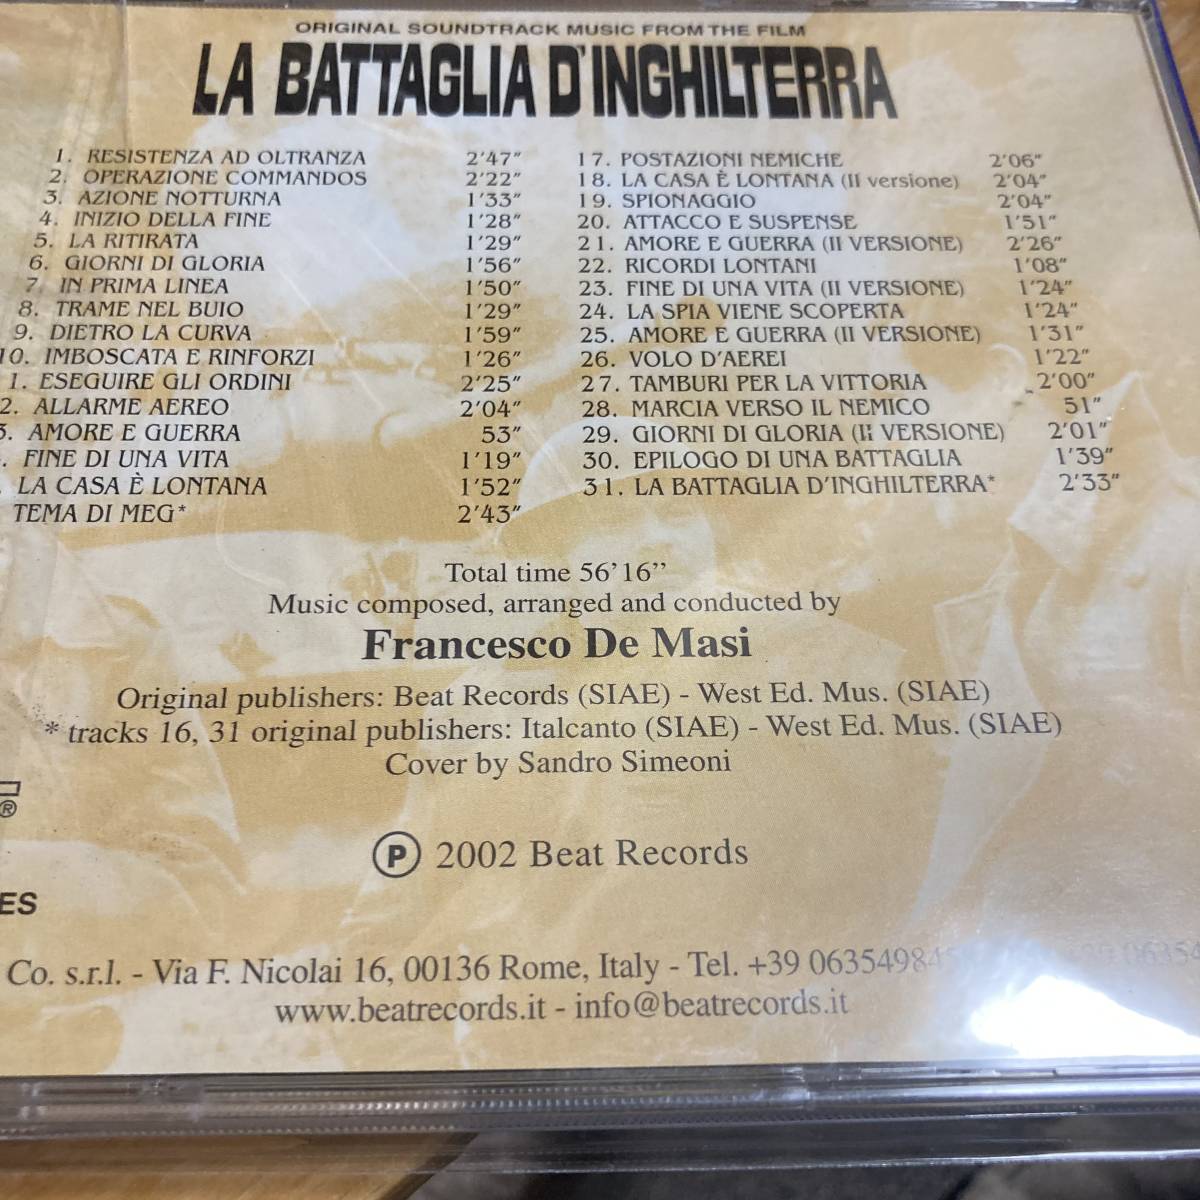 ORIGINAL SOUNDTRACK MUSIC FROM THE FILM
LA BATTAGLIA D'INGHILTERRA
1. RESISTENZA AD OLTRANZA 2'47"
2. OPERAZIONE COMMANDOS 2'22"
3. AZIONE NOTTURNA 1'33"
4. INIZIO DELLA FINE 1'28"
5. LA RITIRATA 1'29"
6. GIORNI DI GLORIA 1'56"
7. IN PRIMA LINEA 1'50"
8. TRAME NEL BUIO 1'29"
9. DIETRO LA CURVA 1'59"
10. IMBOSCATA E RINFORZI 1'26"
1. ESEGUIRE GLI ORDINI 2'25"
2. ALLARME AEREO 2'04"
3. AMORE E GUERRA 53"
. FINE DI UNA VITA 1'19"
. LA CASA È LONTANA 1'52"
TEMA DI MEG* 2'43"
17. POSTAZIONI NEMICHE 2'06"
18. LA CASA È LONTANA (II versione) 2'04"
19. SPIONAGGIO 2'04"
20. ATTACCO E SUSPENSE 1'51"
21. AMORE E GUERRA (II VERSIONE) 2'26"
22. RICORDI LONTANI 1'08"
23. FINE DI UNA VITA (II VERSIONE) 1'24"
24. LA SPIA VIENE SCOPERTA 1'24"
25. AMORE E GUERRA (II VERSIONE) 1'31"
26. VOLO D'AEREI 1'22"
27. TAMBURI PER LA VITTORIA 2'00"
28. MARCIA VERSO IL NEMICO 51"
29. GIORNI DI GLORIA (II VERSIONE) 2'01"
30. EPILOGO DI UNA BATTAGLIA 1'39"
31. LA BATTAGLIA D'INGHILTERRA* 2'33"
Total time 56'16''
Music composed, arranged and conducted by
Francesco De Masi
Original publishers: Beat Records (SIAE) - West Ed. Mus. (SIAE)
* tracks 16, 31 original publishers: Italcanto (SIAE) - West Ed. Mus. (SIAE)
Cover by Sandro Simeoni
®
Ⓟ 2002 Beat Records
ES
Co. s.r.l. - Via F. Nicolai 16, 00136 Rome, Italy - Tel. +39
www.beatrecords.it - info@beatrecords.it